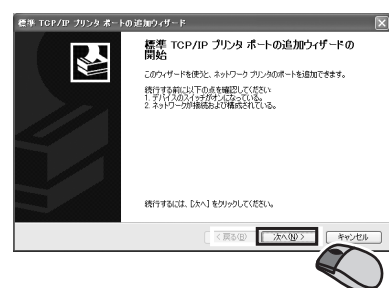 標準 TCP/IP プリンタ ポートの追加ウィザード
標準 TCP/IP プリンタ ポートの追加ウィザードの
開始
このウィザードを使うと、ネットワーク プリンタのポートを追加できます。
続行する前に以下の点を確認してください:
1. デバイスのスイッチがオンになっている。
2. ネットワークが接続および構成されている。
続行するには、[次へ] をクリックしてください。
< 戻る(B)
次へ(N) >
キャンセル